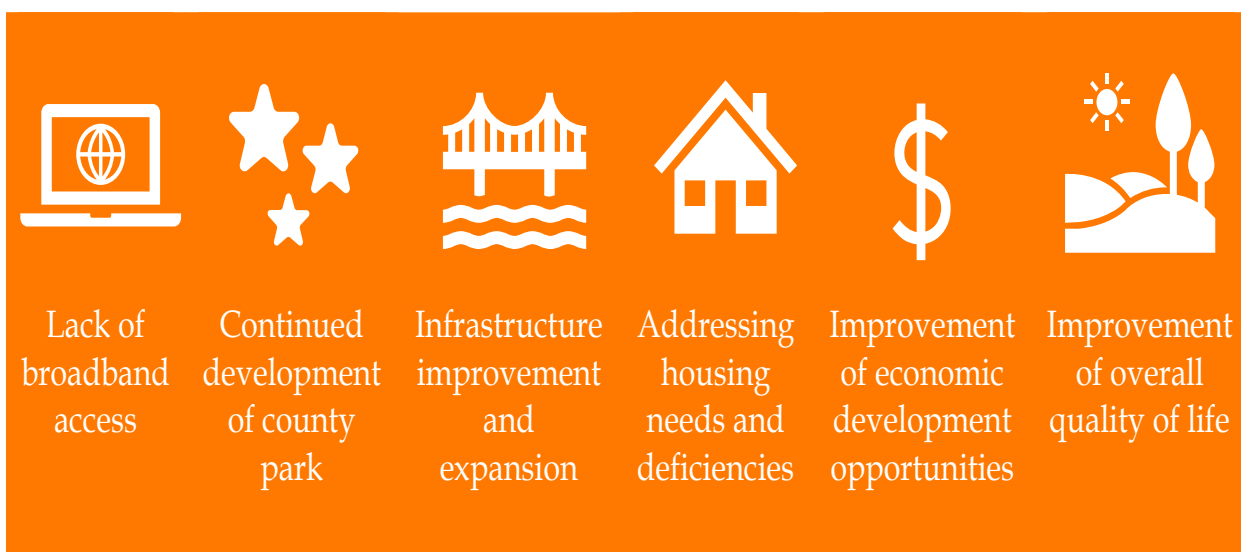 Lack of
broadband
access
Continued
development
of county
park
Infrastructure
improvement
and
expansion
Addressing
housing
needs and
deficiencies
Improvement
of economic
development
opportunities
Improvement
of overall
quality of life